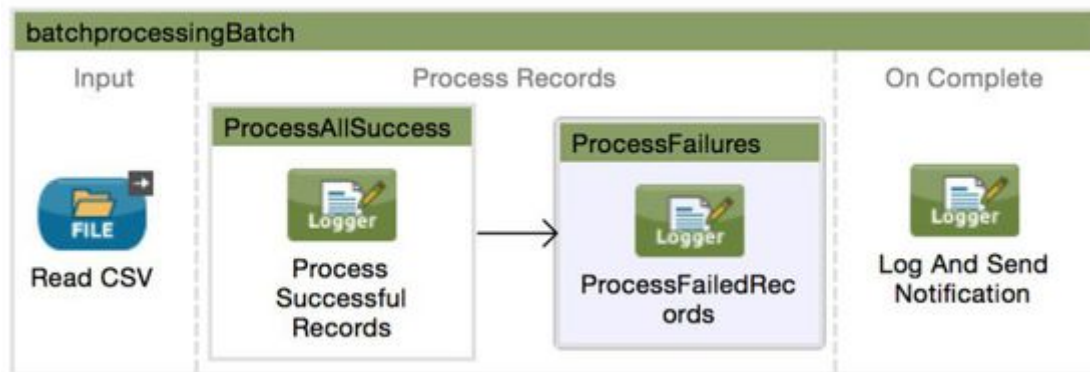 batchprocessingBatch
Input
Process Records
On Complete
ProcessAllSuccess
Logger
Process
Successful
Records
ProcessFailures
Logger
ProcessFailedRec
ords
FILE
Read CSV
Logger
Log And Send
Notification